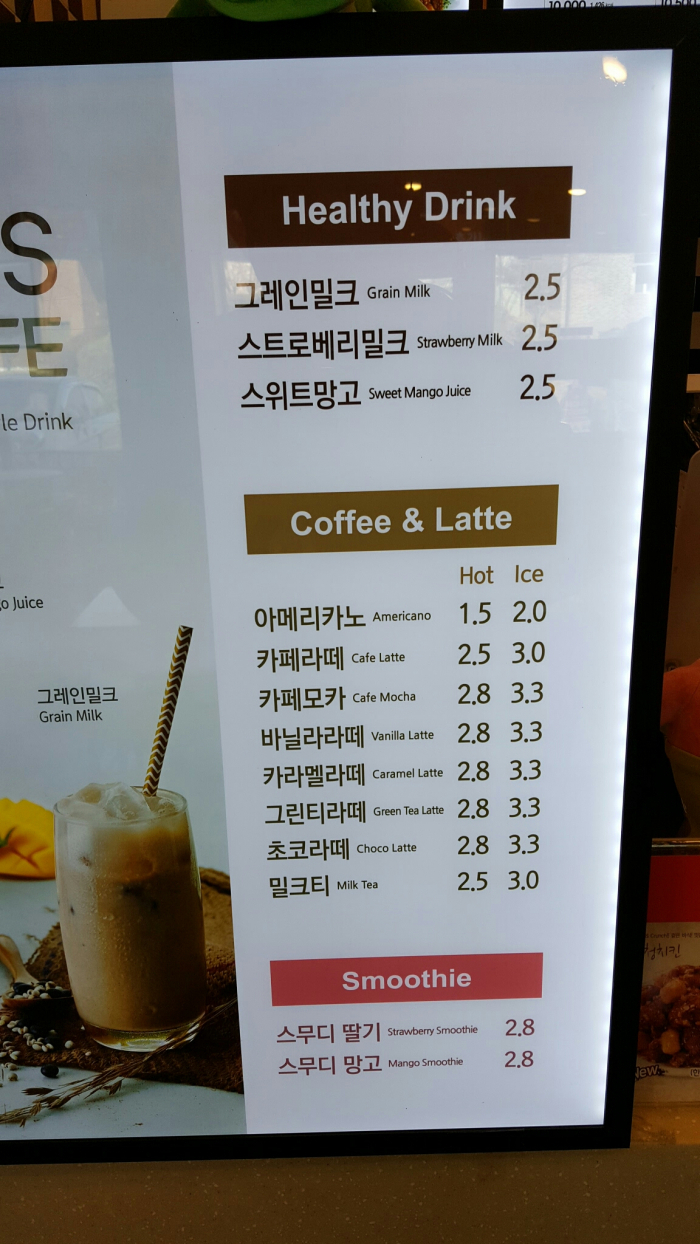 10,000
10,500
S
FE
le Drink
o Juice
그레인밀크
Grain Milk
Healthy Drink
그레인밀크 Grain Milk 2.5
스트로베리밀크 Strawberry Milk 2.5
스위트망고 Sweet Mango Juice 2.5
Coffee & Latte
Hot Ice
아메리카노 Americano 1.5 2.0
카페라떼 Cafe Latte 2.5 3.0
카페모카 Cafe Mocha 2.8 3.3
바닐라라떼 Vanilla Latte 2.8 3.3
카라멜라떼 Caramel Latte 2.8 3.3
그린티라떼 Green Tea Latte 2.8 3.3
초코라떼 Choco Latte 2.8 3.3
밀크티 Milk Tea 2.5 3.0
Smoothie
스무디 딸기 Strawberry Smoothie 2.8
스무디 망고 Mango Smoothie 2.8